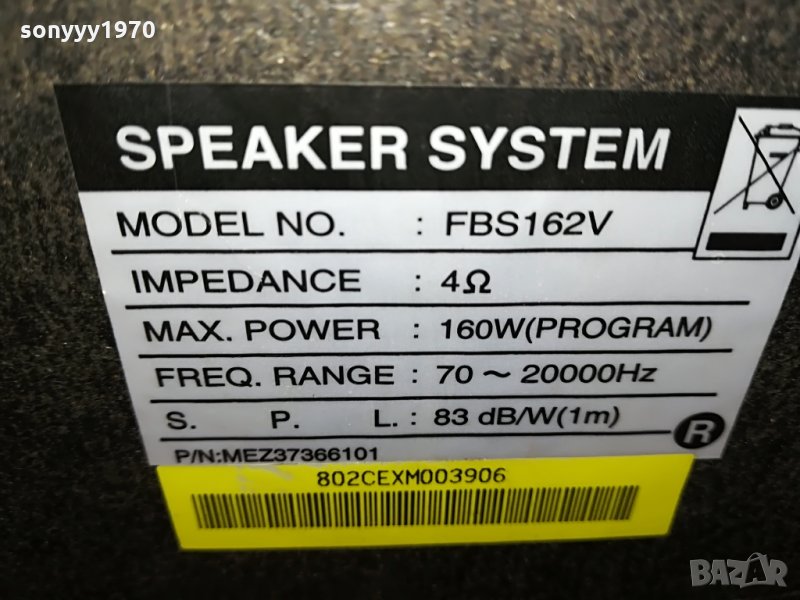 sonyyy1970
SPEAKER SYSTEM
MODEL NO. : FBS162V
IMPEDANCE : 4Ω
MAX. POWER : 160W(PROGRAM)
FREQ. RANGE : 70 ~ 20000Hz
S. P. L. : 83 dB/W(1m)
R
P/N:MEZ37366101
802CEXM003906
BAZAR